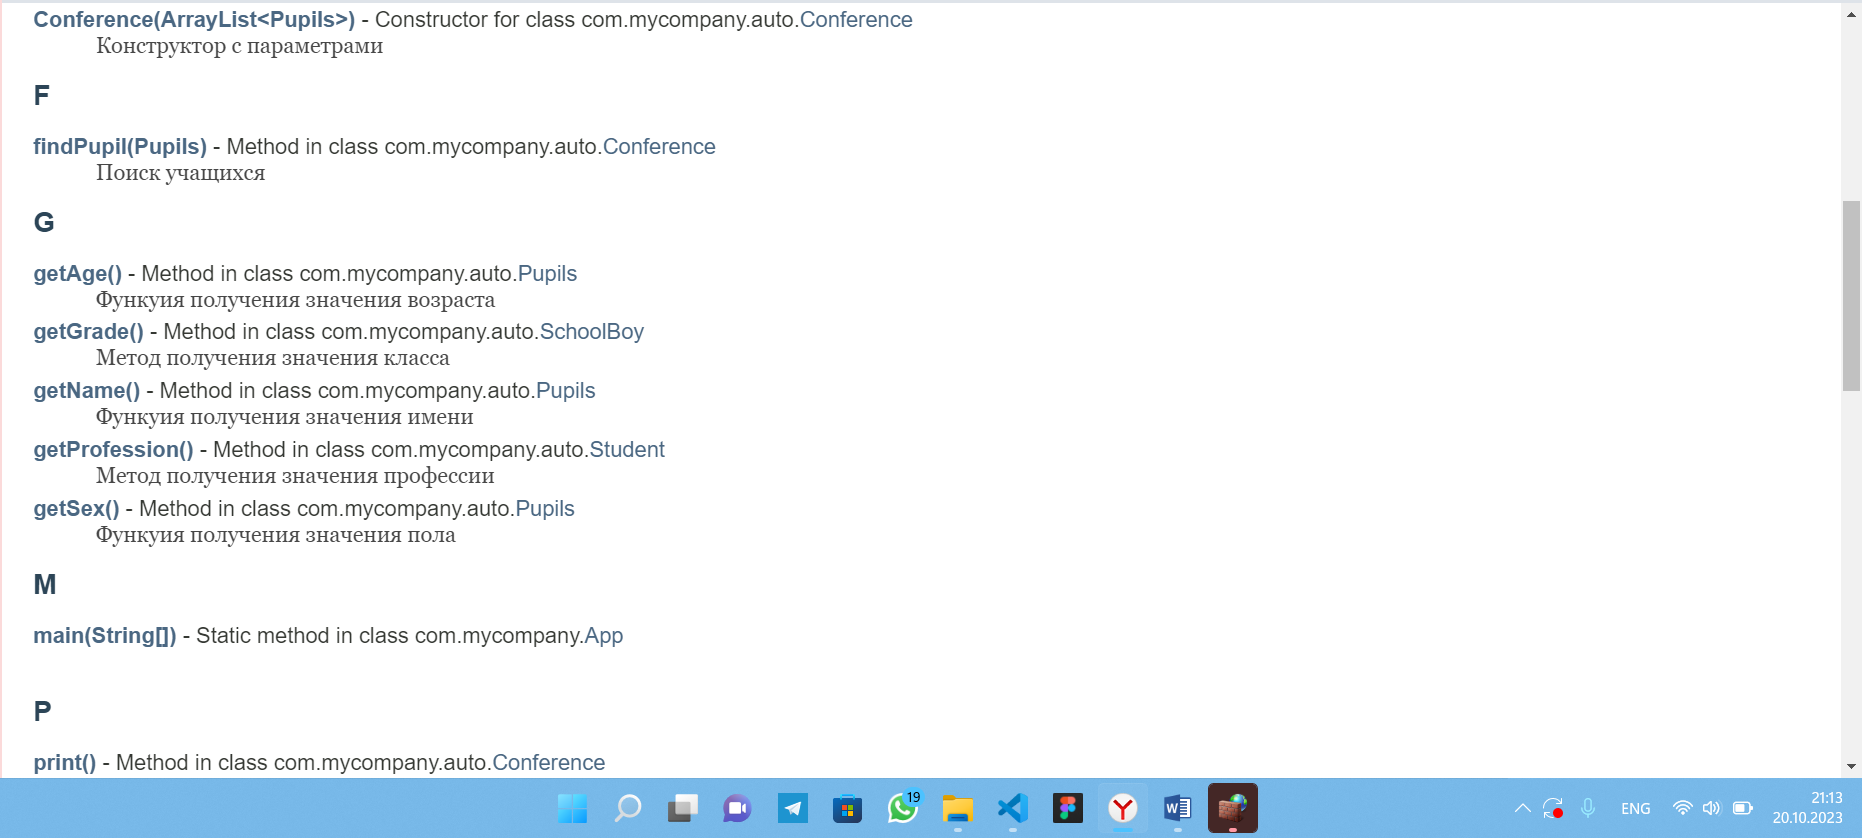 Conference(ArrayList<Pupils>) - Constructor for class com.mycompany.auto.Conference
Конструктор с параметрами
F
findPupil(Pupils) - Method in class com.mycompany.auto.Conference
Поиск учащихся
G
getAge() - Method in class com.mycompany.auto.Pupils
Функуия получения значения возраста
getGrade() - Method in class com.mycompany.auto.SchoolBoy
Метод получения значения класса
getName() - Method in class com.mycompany.auto.Pupils
Функуия получения значения имени
getProfession() - Method in class com.mycompany.auto.Student
Метод получения значения профессии
getSex() - Method in class com.mycompany.auto.Pupils
Функуия получения значения пола
M
main(String[]) - Static method in class com.mycompany.App
P
print() - Method in class com.mycompany.auto.Conference
19
ENG
21:13
20.10.2023